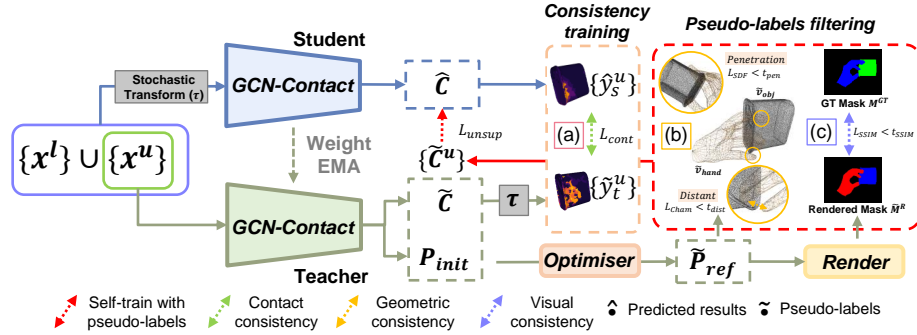 Consistency training
Pseudo-labels filtering
Student
Stochastic Transform (τ)
GCN-Contact
Ĉ
{ŷ_s^u}
Penetration
L_SDF < t_pen
ṽ_obj
GT Mask M^GT
{x^l} ∪ {x^u}
Weight EMA
L_unsup
{C̃^u}
(a)
L_cont
(b)
(c)
L_SSIM < t_SSIM
{ỹ_t^u}
ṽ_hand
GCN-Contact
C̃
τ
Distant
L_Cham < t_dist
Rendered Mask M̃^R
P_init
Optimiser
P̃_ref
Render
Teacher
Self-train with pseudo-labels
Contact consistency
Geometric consistency
Visual consistency
^ Predicted results
~ Pseudo-labels